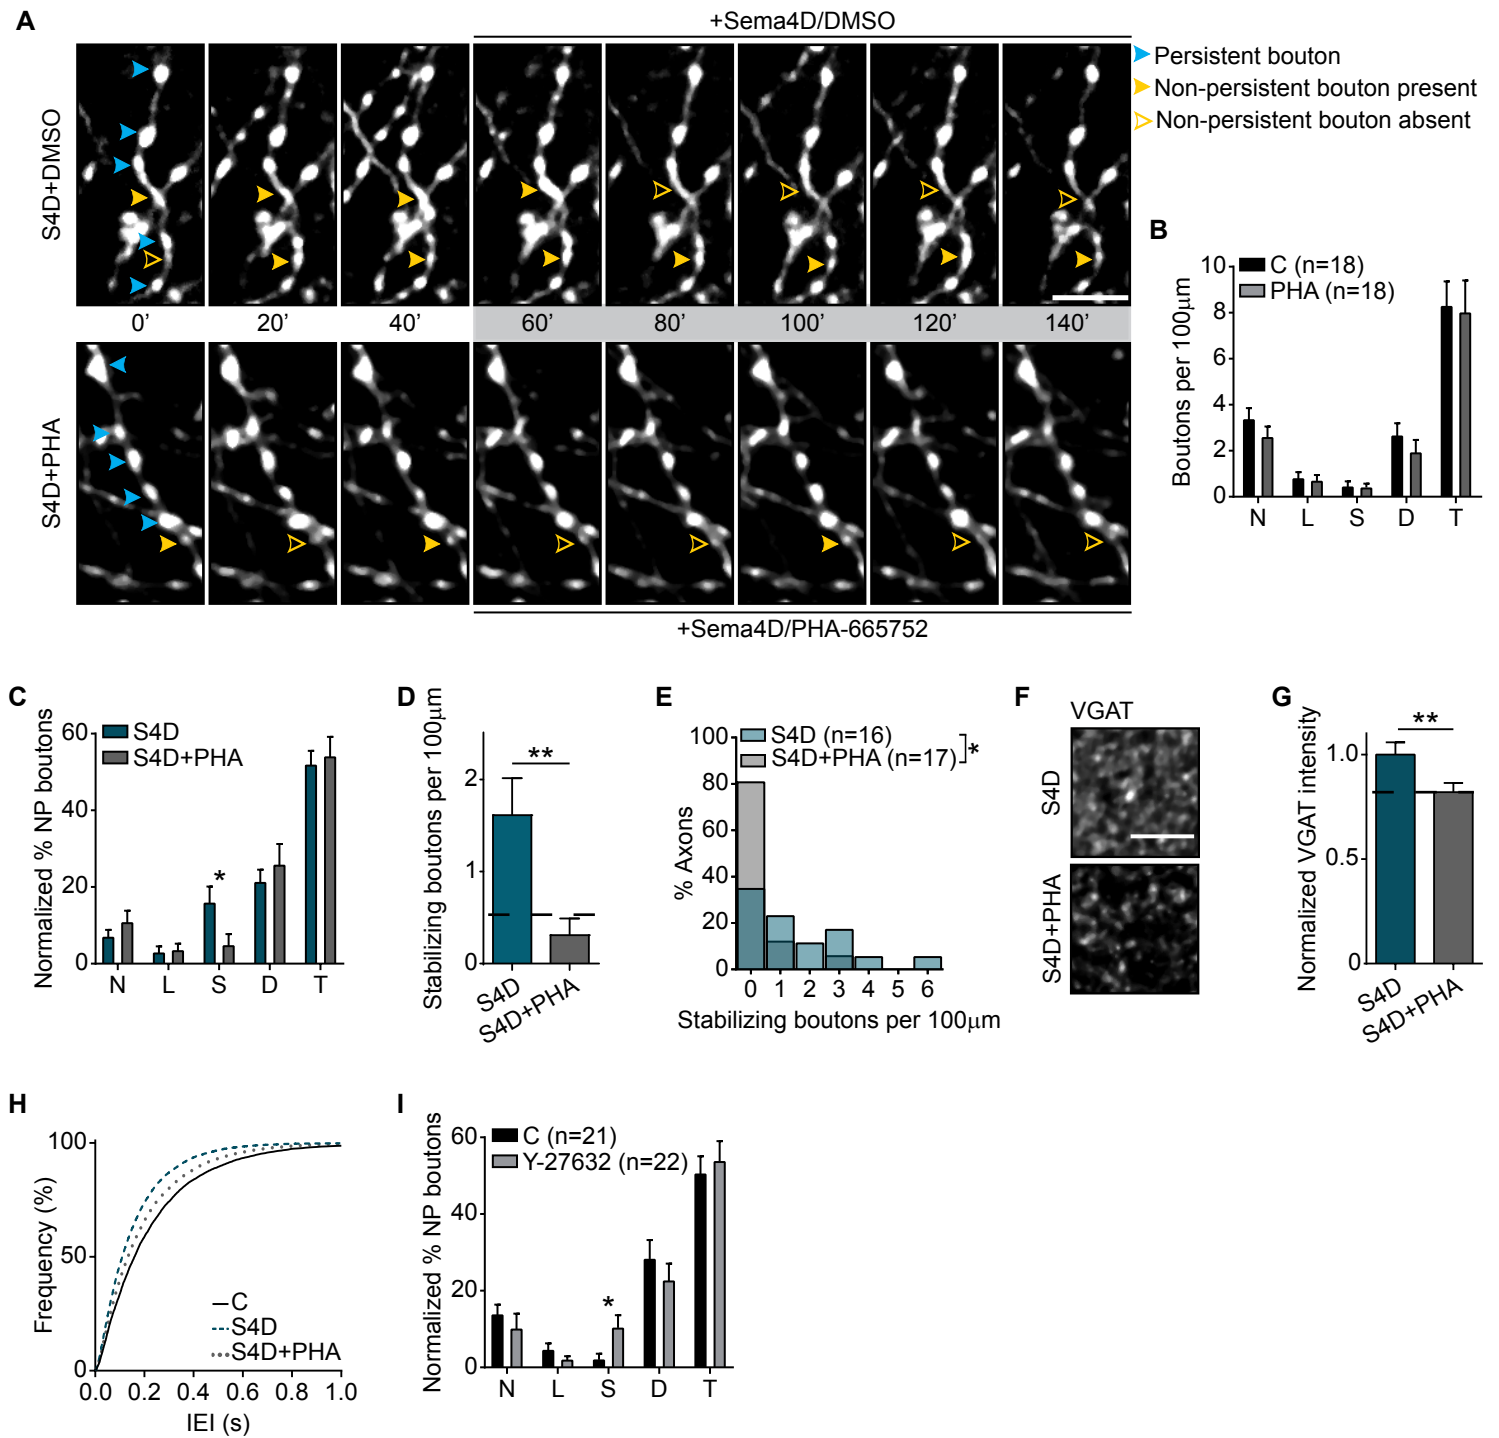 A
+Sema4D/DMSO
S4D+DMSO
Persistent bouton
Non-persistent bouton present
Non-persistent bouton absent
0’ 20’ 40’ 60’ 80’ 100’ 120’ 140’
S4D+PHA
+Sema4D/PHA-665752
B
Boutons per 100µm
10
8
6
4
2
0
C (n=18)
PHA (n=18)
N L S D T
C
Normalized % NP boutons
60
40
20
0
S4D
S4D+PHA
*
N L S D T
D
Stabilizing boutons per 100µm
2
1
0
**
S4D
S4D+PHA
E
% Axons
100
80
60
40
20
0
S4D (n=16)
S4D+PHA (n=17)
*
0 1 2 3 4 5 6
Stabilizing boutons per 100µm
F
VGAT
S4D
S4D+PHA
G
Normalized VGAT intensity
1.0
0.5
0
**
S4D
S4D+PHA
H
Frequency (%)
100
50
0
C
S4D
S4D+PHA
0.0 0.2 0.4 0.6 0.8 1.0
IEI (s)
I
Normalized % NP boutons
60
40
20
0
C (n=21)
Y-27632 (n=22)
*
N L S D T